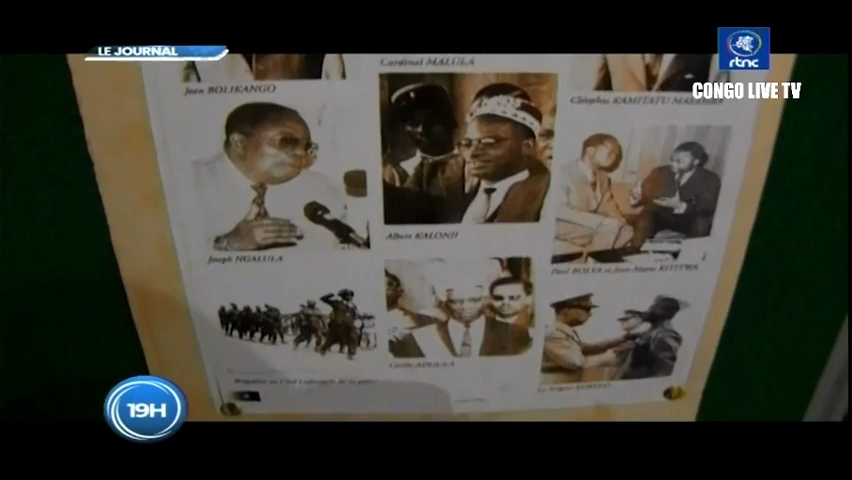 LE JOURNAL
rtnc
CONGO LIVE TV
Jean BOLIKANGO
Cardinal MALULA
Cléophas KAMITATU
Joseph NGALULA
Albert KALONJI
Paul BOLYA et Jean-Marie KITITWA
Cyrille ADOULA
19H